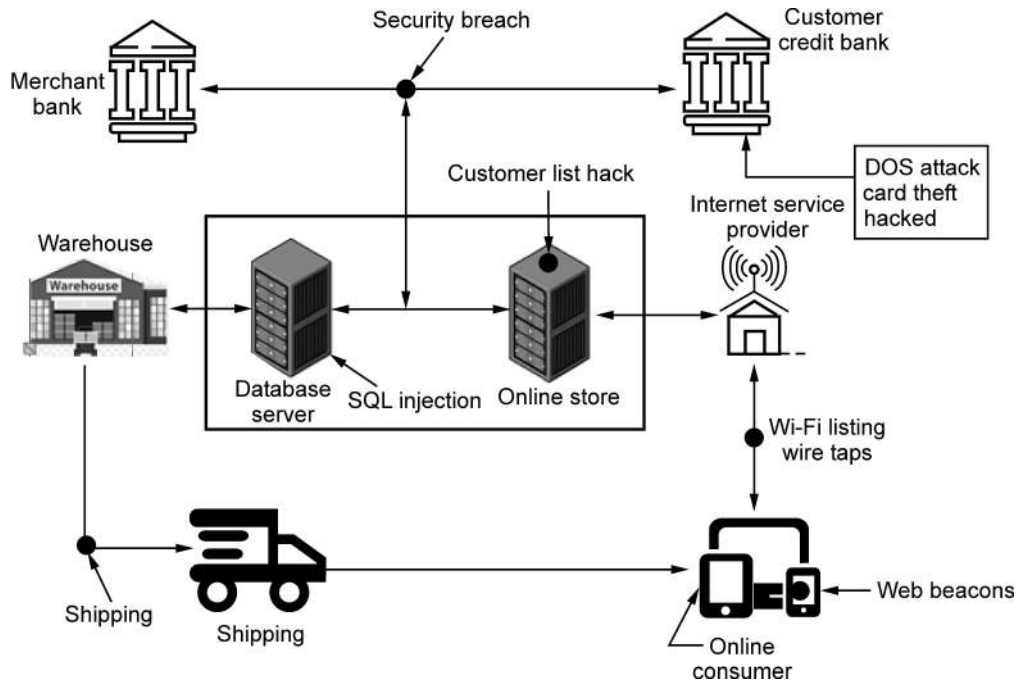 Security breach
Customer
credit bank
Merchant
bank
DOS attack
card theft
hacked
Customer list hack
Internet service
provider
Warehouse
Warehouse
Database
server
SQL injection
Online store
Wi-Fi listing
wire taps
Shipping
Shipping
Web beacons
Online
consumer